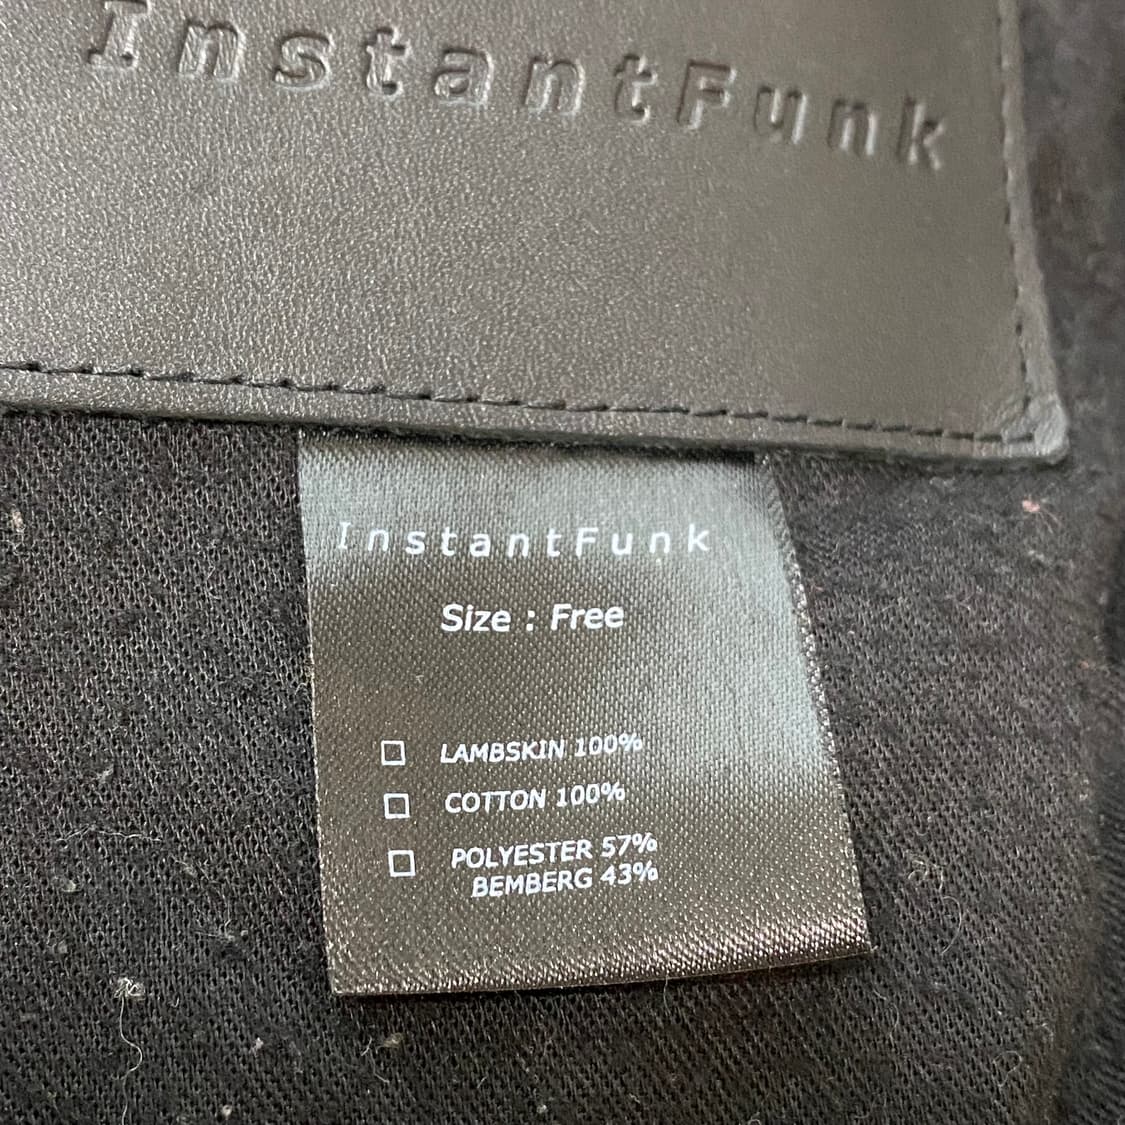 InstantFunk
InstantFunk
Size : Free
LAMBSKIN 100%
COTTON 100%
POLYESTER 57%
BEMBERG 43%